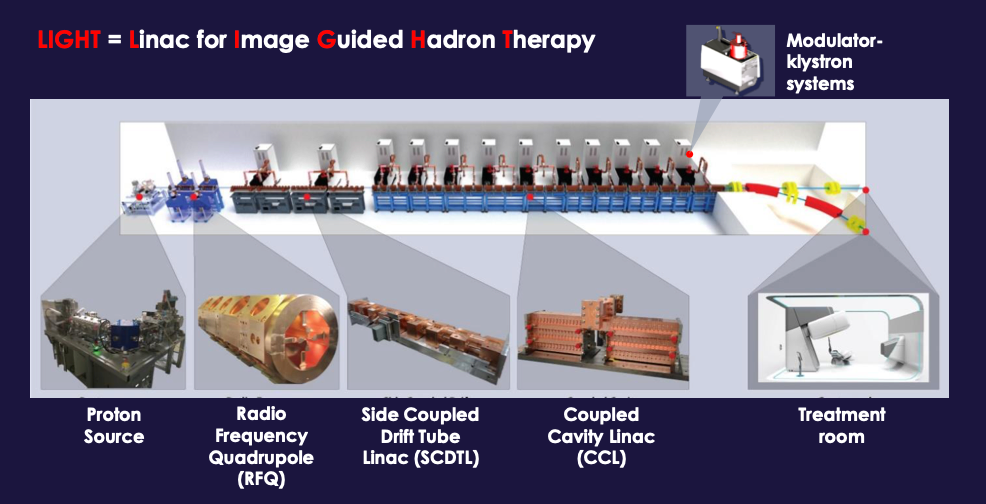 LIGHT = Linac for Image Guided Hadron Therapy
Modulator-
klystron
systems
Proton
Source
Radio
Frequency
Quadrupole
(RFQ)
Side Coupled
Drift Tube
Linac (SCDTL)
Coupled
Cavity Linac
(CCL)
Treatment
room